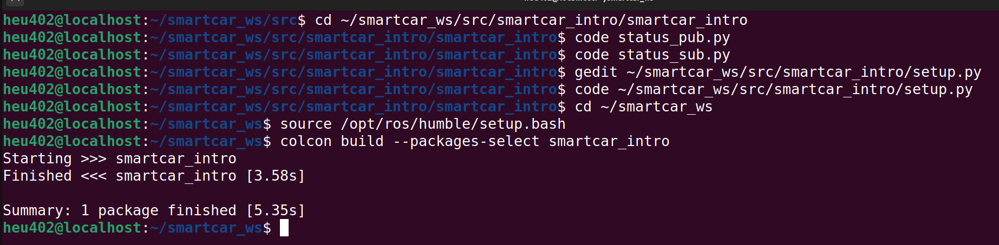 heu402@localhost:~/smartcar_ws/src$ cd ~/smartcar_ws/src/smartcar_intro/smartcar_intro
heu402@localhost:~/smartcar_ws/src/smartcar_intro/smartcar_intro$ code status_pub.py
heu402@localhost:~/smartcar_ws/src/smartcar_intro/smartcar_intro$ code status_sub.py
heu402@localhost:~/smartcar_ws/src/smartcar_intro/smartcar_intro$ gedit ~/smartcar_ws/src/smartcar_intro/setup.py
heu402@localhost:~/smartcar_ws/src/smartcar_intro/smartcar_intro$ code ~/smartcar_ws/src/smartcar_intro/setup.py
heu402@localhost:~/smartcar_ws/src/smartcar_intro/smartcar_intro$ cd ~/smartcar_ws
heu402@localhost:~/smartcar_ws$ source /opt/ros/humble/setup.bash
heu402@localhost:~/smartcar_ws$ colcon build --packages-select smartcar_intro
Starting >>> smartcar_intro
Finished <<< smartcar_intro [3.58s]
Summary: 1 package finished [5.35s]
heu402@localhost:~/smartcar_ws$